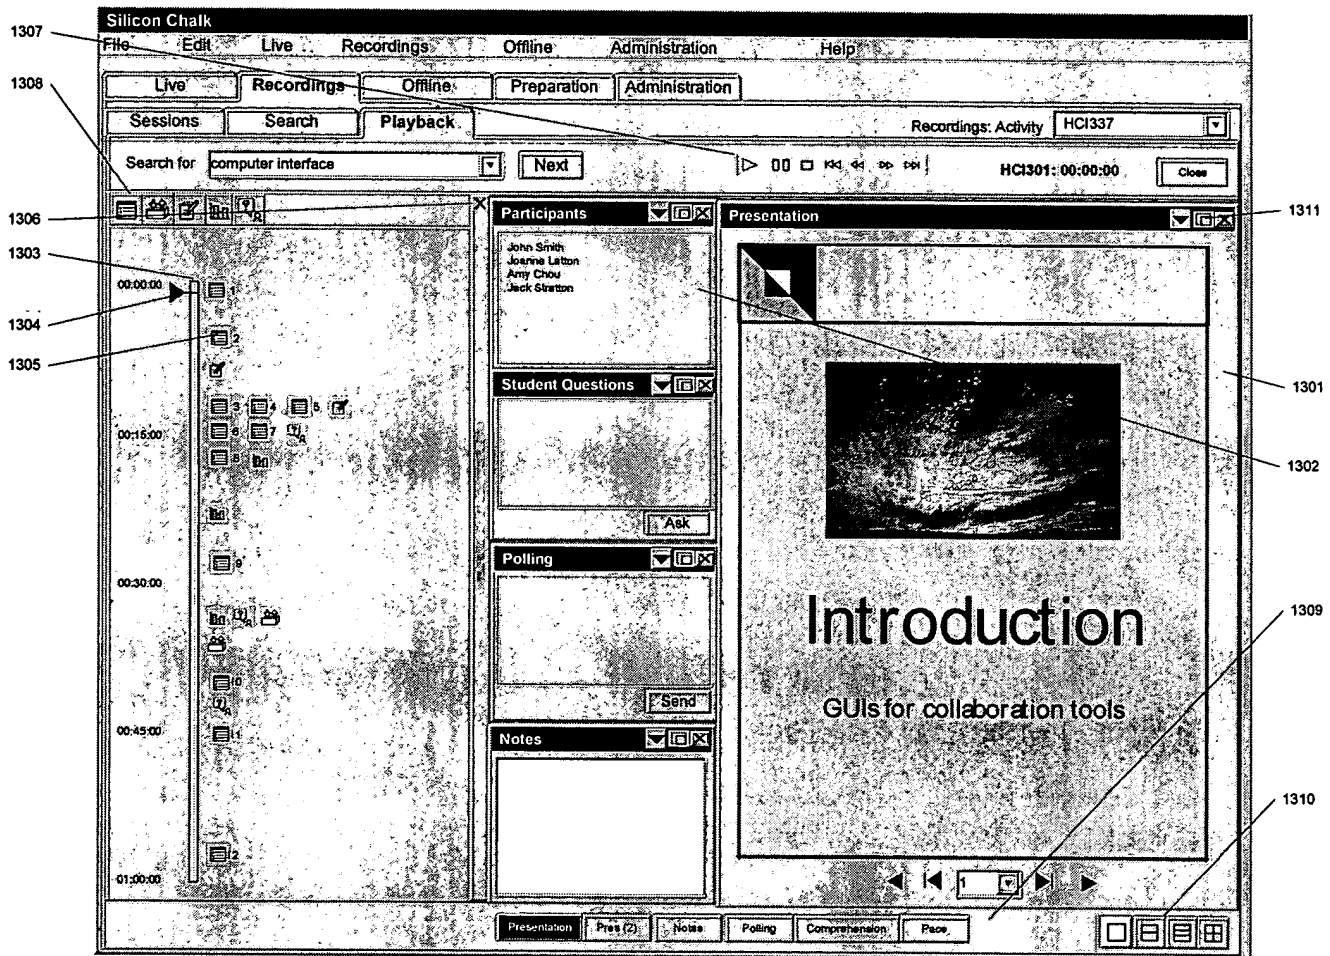 Silicon Chalk
File Edit Live Recordings Offline Administration Help
Live Recordings Offline Preparation Administration
Sessions Search Playback Recordings: Activity HCI337
Search for computer interface Next HCI301: 00:00:00 Close
1307
1308
1306
1303
1304
1305
00:00:00 1
2
3 4 5
6 7
00:15:00
8
9
00:30:00
10
00:45:00 11
12
01:00:00
Participants
John Smith
Joanne Latton
Amy Chou
Jack Stratton
Student Questions
Ask
Polling
Send
Notes
Presentation
Introduction
GUIs for collaboration tools
1
Presentation Pres (2) Notes Polling Comprehension Pace
1311
1301
1302
1309
1310